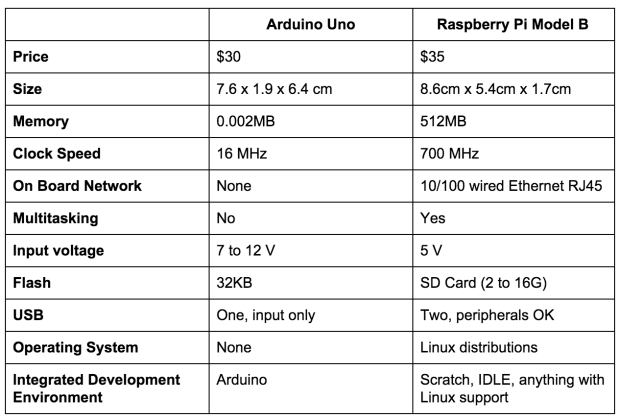 Arduino Uno Raspberry Pi Model B
Price $30 $35
Size 7.6 x 1.9 x 6.4 cm 8.6cm x 5.4cm x 1.7cm
Memory 0.002MB 512MB
Clock Speed 16 MHz 700 MHz
On Board Network None 10/100 wired Ethernet RJ45
Multitasking No Yes
Input voltage 7 to 12 V 5 V
Flash 32KB SD Card (2 to 16G)
USB One, input only Two, peripherals OK
Operating System None Linux distributions
Integrated Development Arduino Scratch, IDLE, anything with
Environment Linux support